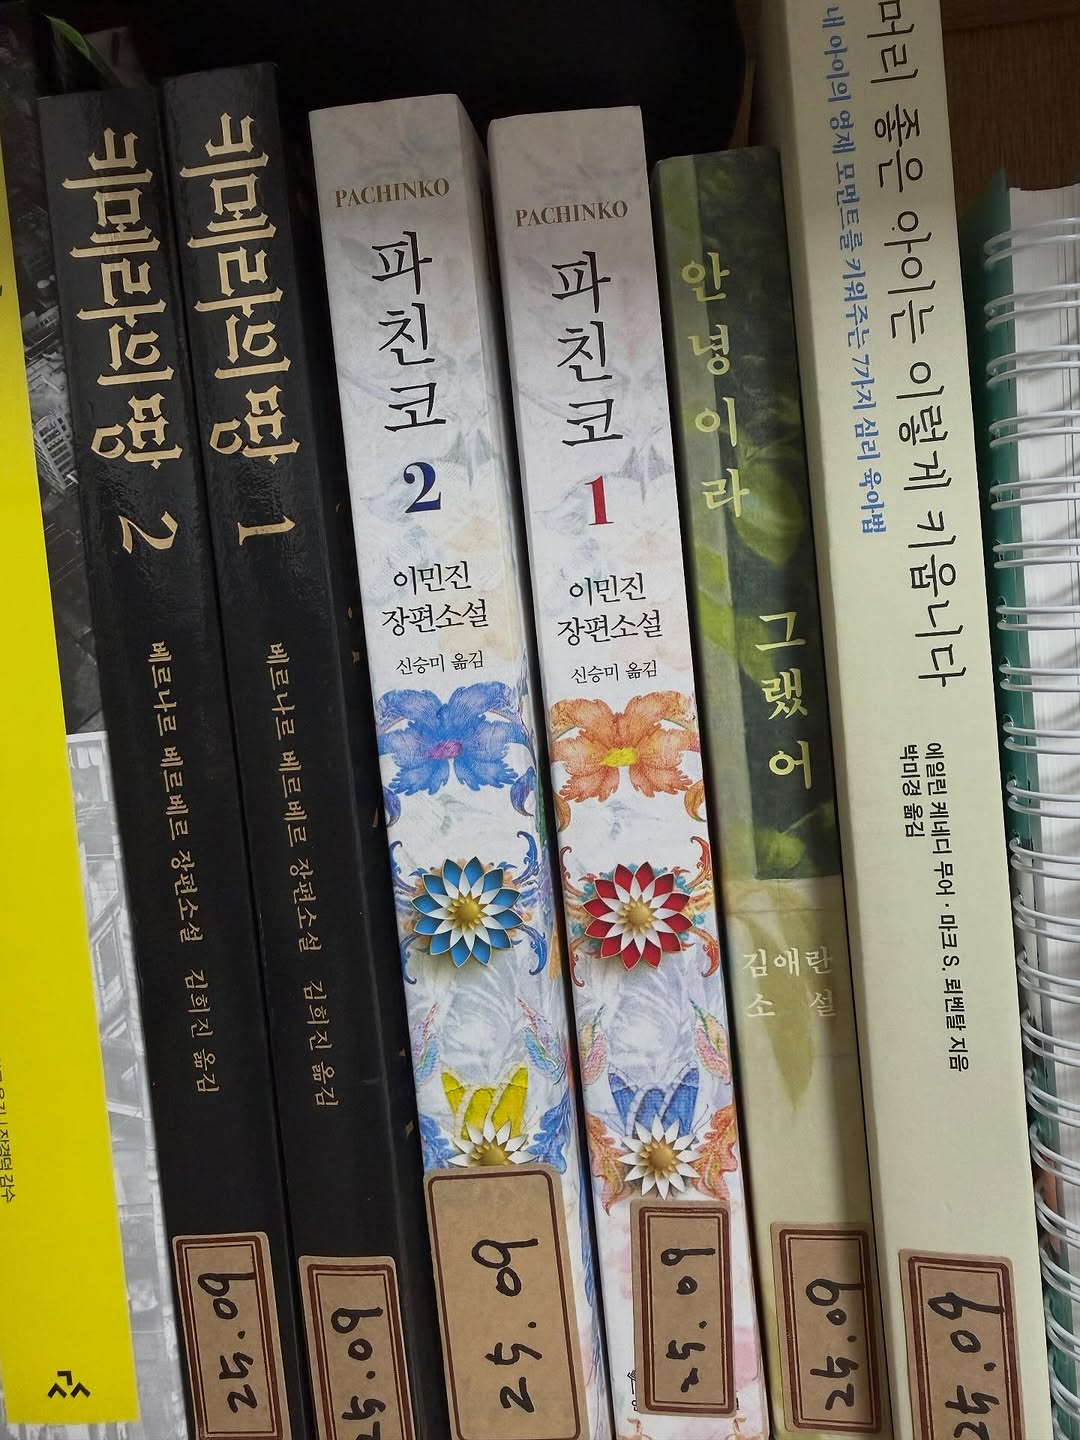 키메라의 땅 2
베르나르 베르베르 장편소설 김희진 옮김
키메라의 땅 1
베르나르 베르베르 장편소설 김희진 옮김
PACHINKO
파친코
2
이민진
장편소설
신승미 옮김
PACHINKO
파친코
1
이민진
장편소설
신승미 옮김
안녕이라
그랬어
김애란
소설
머리 좋은 아이는 이렇게 키웁니다
내 아이의 영재 모먼트를 키워주는 7가지 심리 육아법
에일린 케네디 무어 · 마크 S. 뢰벤탈 지음
박미경 옮김
감수